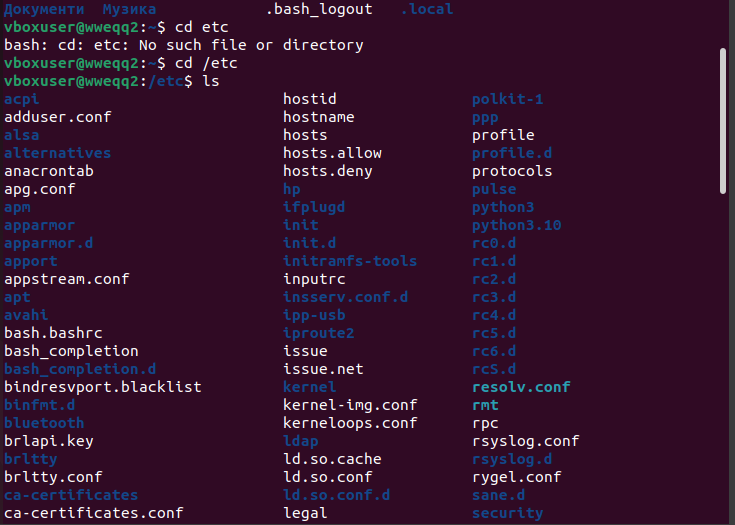 Документи Музика .bash_logout .local
vboxuser@wweqq2:~$ cd etc
bash: cd: etc: No such file or directory
vboxuser@wweqq2:~$ cd /etc
vboxuser@wweqq2:/etc$ ls
acpi hostid polkit-1
adduser.conf hostname ppp
alsa hosts profile
alternatives hosts.allow profile.d
anacrontab hosts.deny protocols
apg.conf hp pulse
apm ifplugd python3
apparmor init python3.10
apparmor.d init.d rc0.d
apport initramfs-tools rc1.d
appstream.conf inputrc rc2.d
apt insserv.conf.d rc3.d
avahi ipp-usb rc4.d
bash.bashrc iproute2 rc5.d
bash_completion issue rc6.d
bash_completion.d issue.net rcS.d
bindresvport.blacklist kernel resolv.conf
binfmt.d kernel-img.conf rmt
bluetooth kerneloops.conf rpc
brlapi.key ldap rsyslog.conf
brltty ld.so.cache rsyslog.d
brltty.conf ld.so.conf rygel.conf
ca-certificates ld.so.conf.d sane.d
ca-certificates.conf legal security